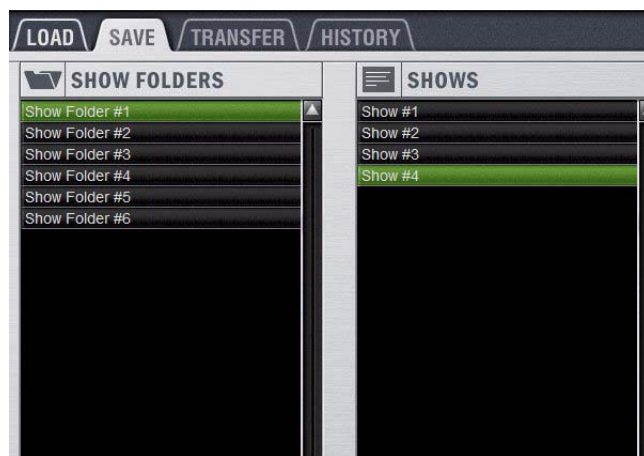 LOAD SAVE TRANSFER HISTORY
SHOW FOLDERS
Show Folder #1
Show Folder #2
Show Folder #3
Show Folder #4
Show Folder #5
Show Folder #6
SHOWS
Show #1
Show #2
Show #3
Show #4